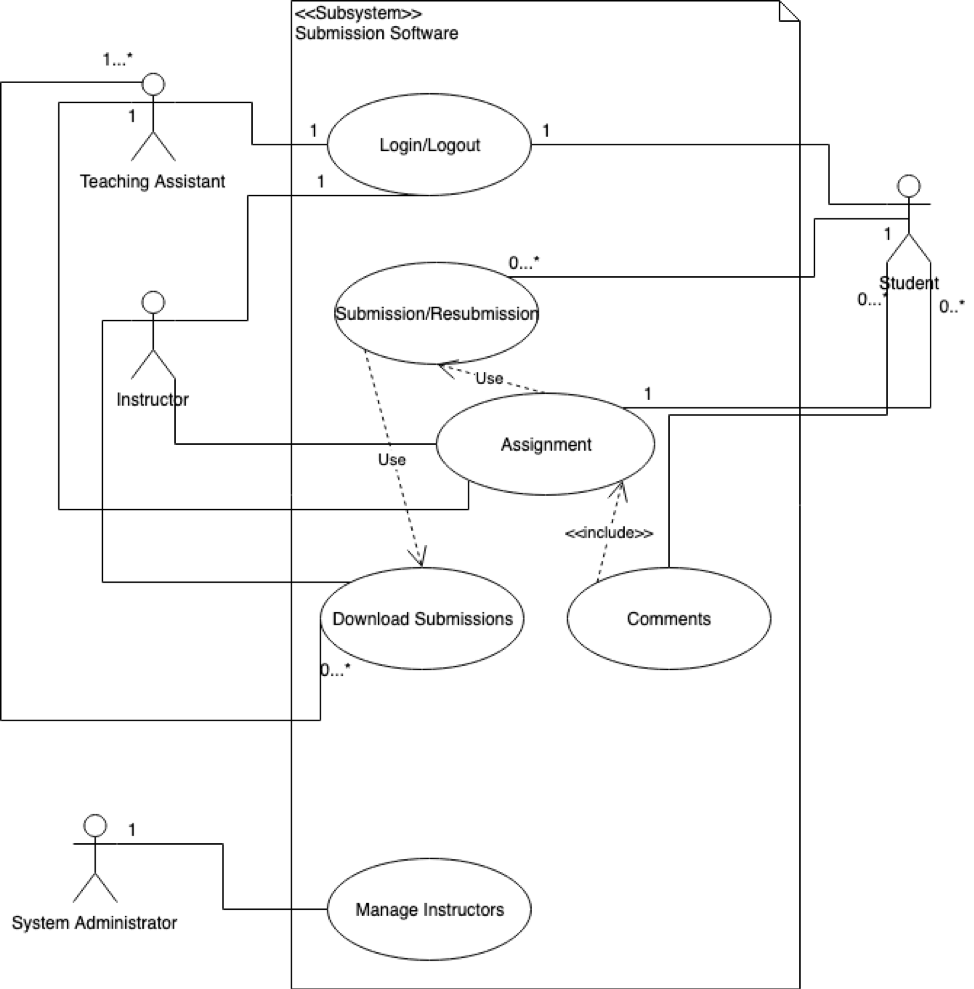 <<Subsystem>>
Submission Software
1...*
1
Teaching Assistant
1
Login/Logout
1
1
0...*
1
Student
0...*
0..*
Submission/Resubmission
Instructor
Use
1
Assignment
Use
<<include>>
Download Submissions
Comments
0...*
1
System Administrator
Manage Instructors